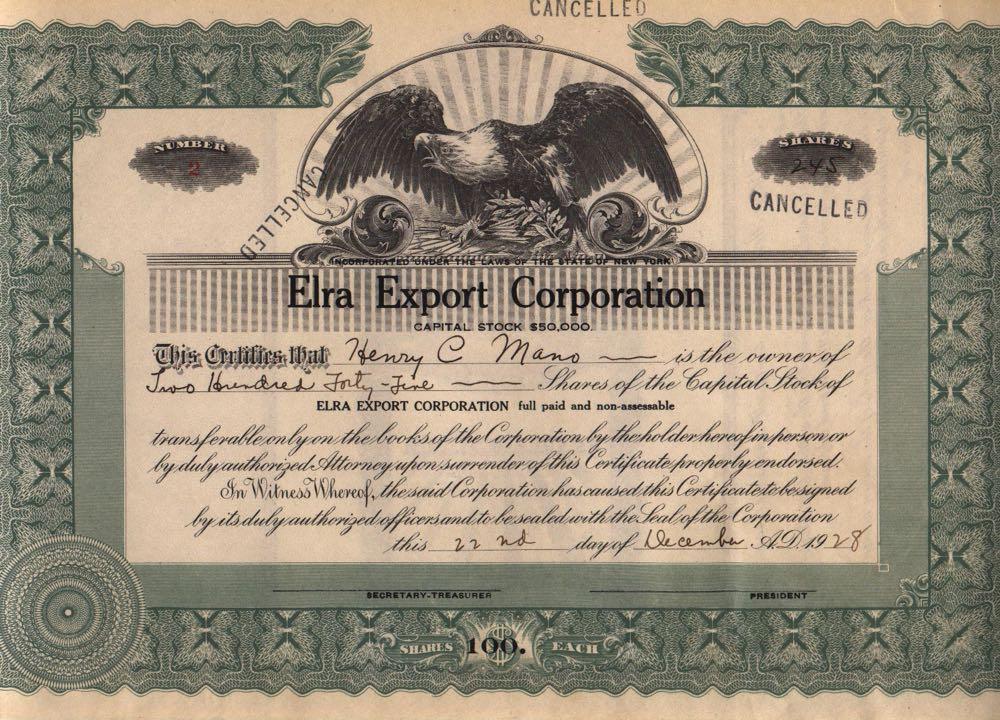 CANCELLED
NUMBER
2
SHARES
245
CANCELLED
CANCELLED
INCORPORATED UNDER THE LAWS OF THE STATE OF NEW YORK
Elra Export Corporation
CAPITAL STOCK $50,000.
This Certifies that Henry C Mano is the owner of
Two Hundred Forty-Five Shares of the Capital Stock of
ELRA EXPORT CORPORATION full paid and non-assessable
transferable only on the books of the Corporation by the holder hereof in person or
by duly authorized Attorney upon surrender of this Certificate properly endorsed.
In Witness Whereof, the said Corporation has caused this Certificate to be signed
by its duly authorized officers and to be sealed with the Seal of the Corporation
this 22nd day of December A.D. 1928
SECRETARY-TREASURER PRESIDENT
SHARES $100. EACH